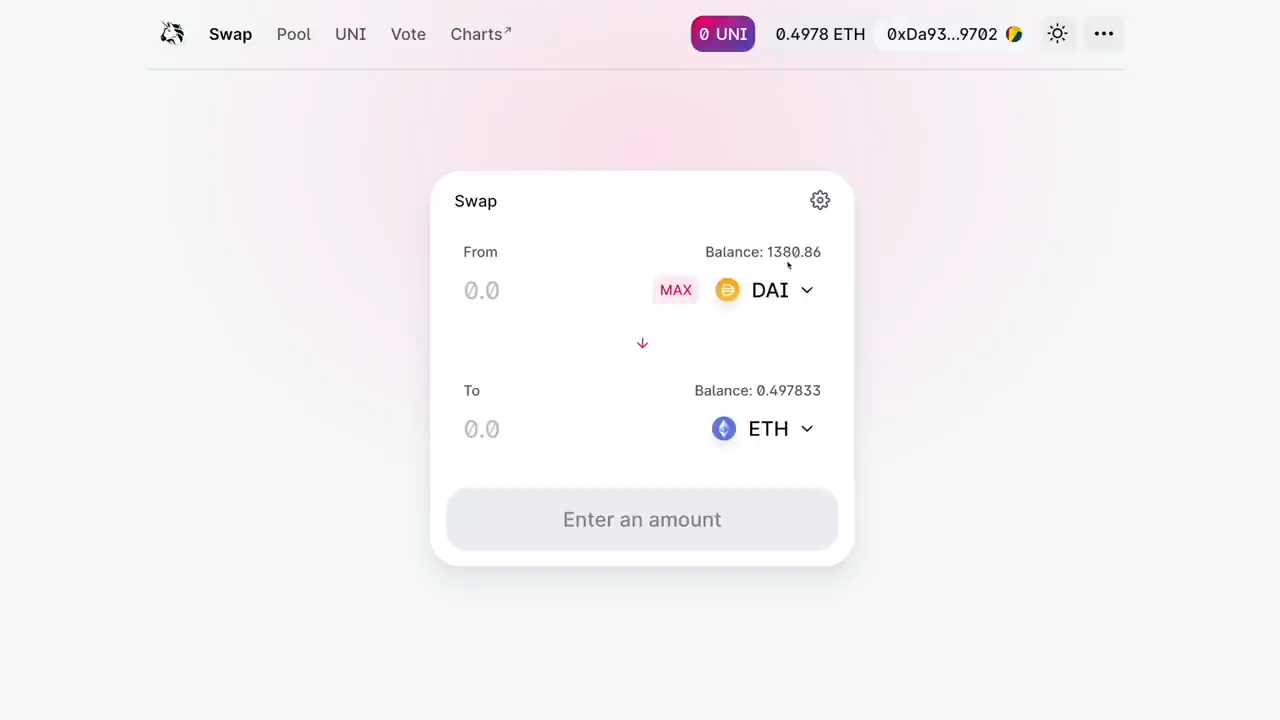 Swap Pool UNI Vote Charts↗ 0 UNI 0.4978 ETH 0xDa93...9702
Swap
From Balance: 1380.86
0.0 MAX DAI
To Balance: 0.497833
0.0 ETH
Enter an amount